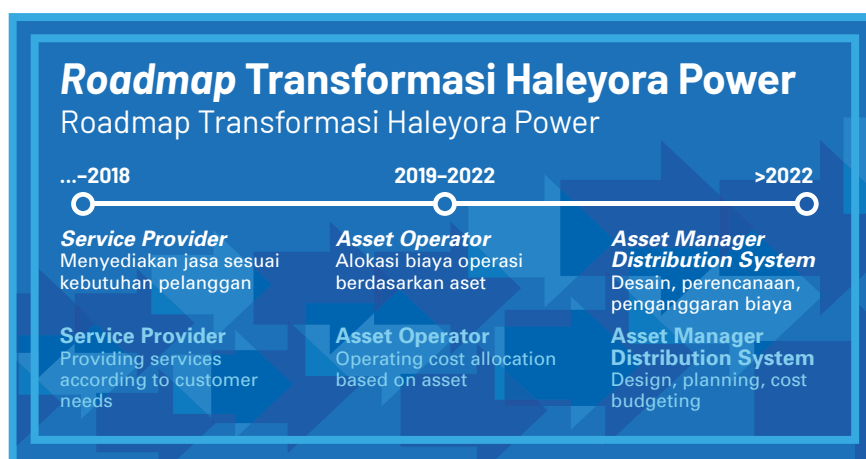 Roadmap Transformasi Haleyora Power
Roadmap Transformasi Haleyora Power
...–2018
2019–2022
>2022
Service Provider
Menyediakan jasa sesuai
kebutuhan pelanggan
Service Provider
Providing services
according to customer
needs
Asset Operator
Alokasi biaya operasi
berdasarkan aset
Asset Operator
Operating cost allocation
based on asset
Asset Manager
Distribution System
Desain, perencanaan,
penganggaran biaya
Asset Manager
Distribution System
Design, planning, cost
budgeting